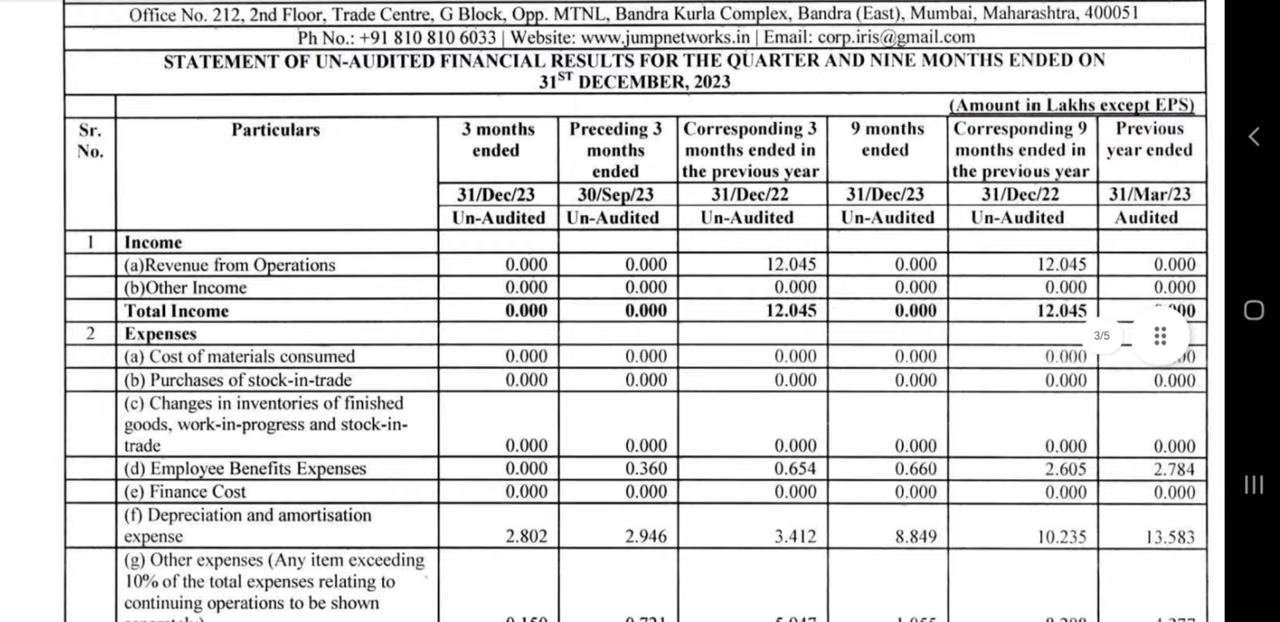 Office No. 212, 2nd Floor, Trade Centre, G Block, Opp. MTNL, Bandra Kurla Complex, Bandra (East), Mumbai, Maharashtra, 400051
Ph No.: +91 810 810 6033 | Website: www.jumpnetworks.in | Email: corp.iris@gmail.com
STATEMENT OF UN-AUDITED FINANCIAL RESULTS FOR THE QUARTER AND NINE MONTHS ENDED ON
31ST DECEMBER, 2023
(Amount in Lakhs except EPS)
Sr. No. Particulars 3 months ended Preceding 3 months ended Corresponding 3 months ended in the previous year 9 months ended Corresponding 9 months ended in the previous year Previous year ended
31/Dec/23 30/Sep/23 31/Dec/22 31/Dec/23 31/Dec/22 31/Mar/23
Un-Audited Un-Audited Un-Audited Un-Audited Un-Audited Audited
1 Income
(a)Revenue from Operations 0.000 0.000 12.045 0.000 12.045 0.000
(b)Other Income 0.000 0.000 0.000 0.000 0.000 0.000
Total Income 0.000 0.000 12.045 0.000 12.045
2 Expenses
3/5
(a) Cost of materials consumed 0.000 0.000 0.000 0.000 0.000
(b) Purchases of stock-in-trade 0.000 0.000 0.000 0.000 0.000 0.000
(c) Changes in inventories of finished
goods, work-in-progress and stock-in-
trade 0.000 0.000 0.000 0.000 0.000 0.000
(d) Employee Benefits Expenses 0.000 0.360 0.654 0.660 2.605 2.784
(e) Finance Cost 0.000 0.000 0.000 0.000 0.000 0.000
(f) Depreciation and amortisation
expense 2.802 2.946 3.412 8.849 10.235 13.583
(g) Other expenses (Any item exceeding
10% of the total expenses relating to
continuing operations to be shown